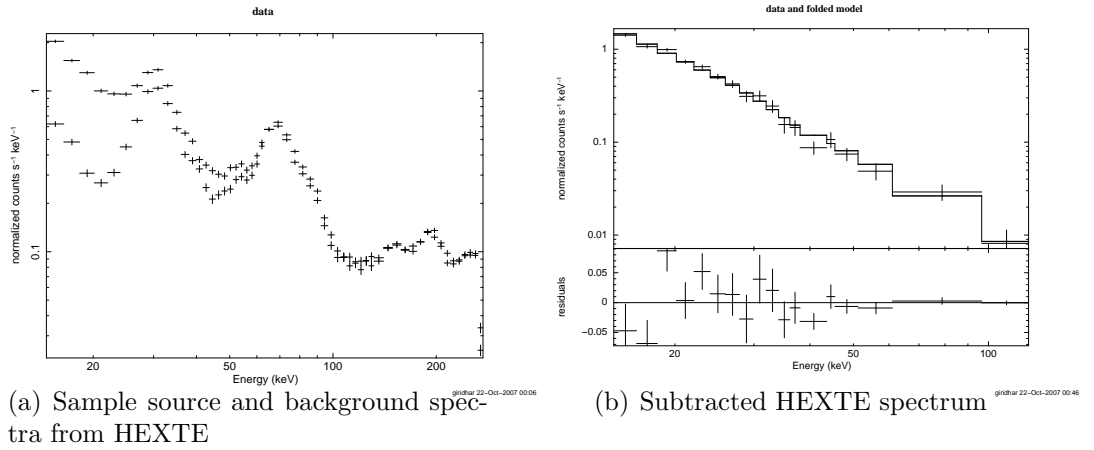 data
normalized counts s⁻¹ keV⁻¹
1
0.1
20
50
100
200
Energy (keV)
giridhar 22–Oct–2007 00:06
(a) Sample source and background spec-
tra from HEXTE
data and folded model
normalized counts s⁻¹ keV⁻¹
1
0.1
0.01
residuals
0.05
0
−0.05
20
50
100
Energy (keV)
giridhar 22–Oct–2007 00:46
(b) Subtracted HEXTE spectrum